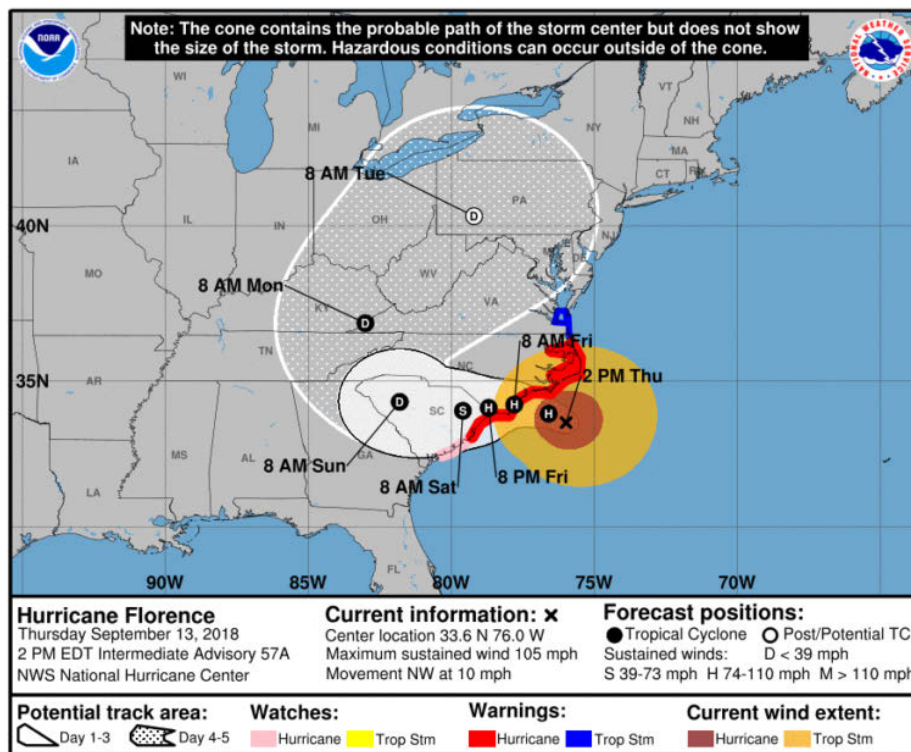 Note: The cone contains the probable path of the storm center but does not show
the size of the storm. Hazardous conditions can occur outside of the cone.
NOAA
NATIONAL WEATHER SERVICE
WI
VT
NH
MI
NY
MA
CT
IA
8 AM Tue
D
PA
40N
IL
IN
OH
NJ
DE
MO
8 AM Mon
WV
VA
KY
D
8 AM Fri
TN
NC
2 PM Thu
35N
AR
D
SC
S
H
H
H
8 AM Sun
GA
8 AM Sat
8 PM Fri
MS
AL
LA
FL
90W
85W
80W
75W
70W
Hurricane Florence
Thursday September 13, 2018
2 PM EDT Intermediate Advisory 57A
NWS National Hurricane Center
Current information: x
Center location 33.6 N 76.0 W
Maximum sustained wind 105 mph
Movement NW at 10 mph
Forecast positions:
Tropical Cyclone Post/Potential TC
Sustained winds: D < 39 mph
S 39-73 mph H 74-110 mph M > 110 mph
Potential track area:
Day 1-3 Day 4-5
Watches:
Hurricane Trop Stm
Warnings:
Hurricane Trop Stm
Current wind extent:
Hurricane Trop Stm